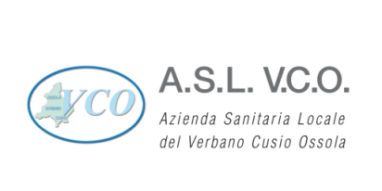 VCO
A.S.L. V.C.O.
Azienda Sanitaria Locale
del Verbano Cusio Ossola